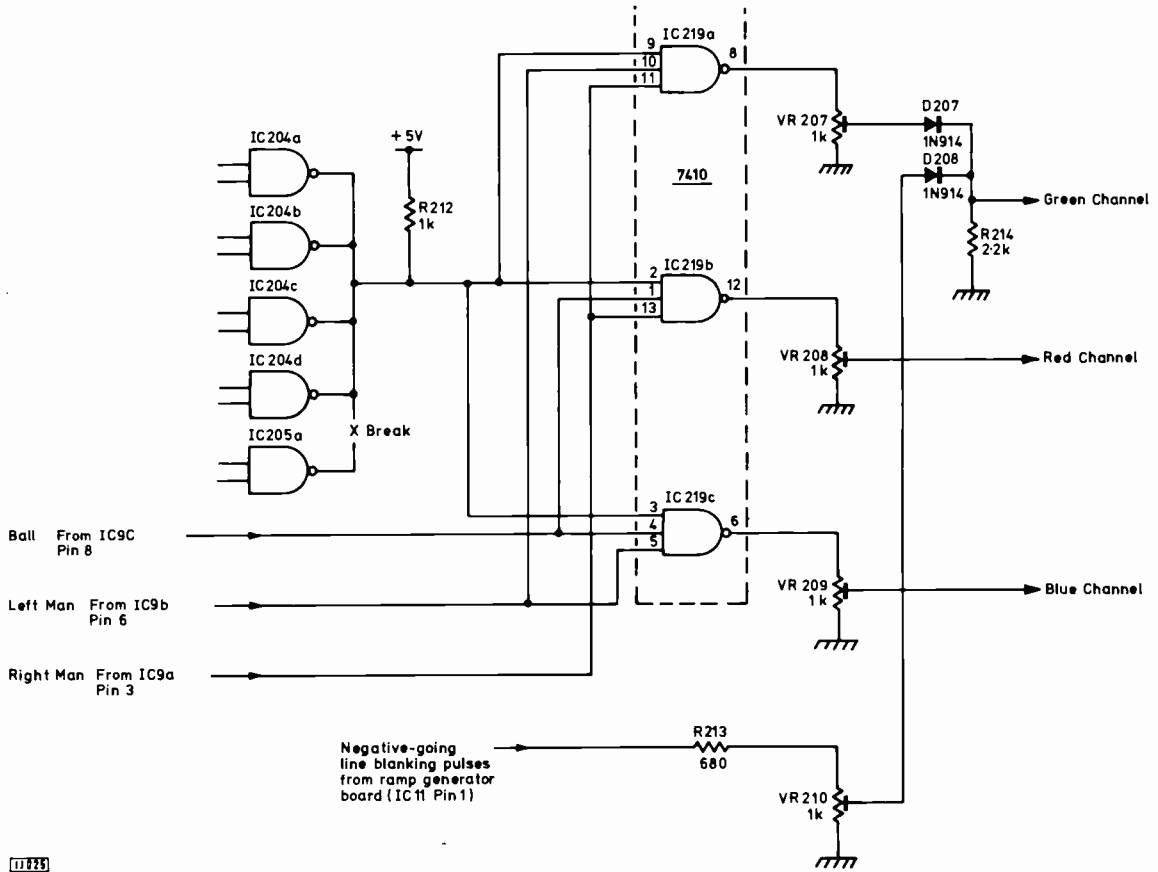 IC219a
9
10
11
8
IC204a
+5V
R212
1k
VR207
1k
D207
1N914
D208
1N914
Green Channel
R214
2·2k
7410
IC204b
IC204c
IC204d
X Break
IC205a
IC219b
2
1
13
12
VR208
1k
Red Channel
IC219c
3
4
5
6
VR209
1k
Blue Channel
Ball From IC9C
Pin 8
Left Man From IC9b
Pin 6
Right Man From IC9a
Pin 3
Negative-going
line blanking pulses
from ramp generator
board (IC11 Pin1)
R213
680
VR210
1k